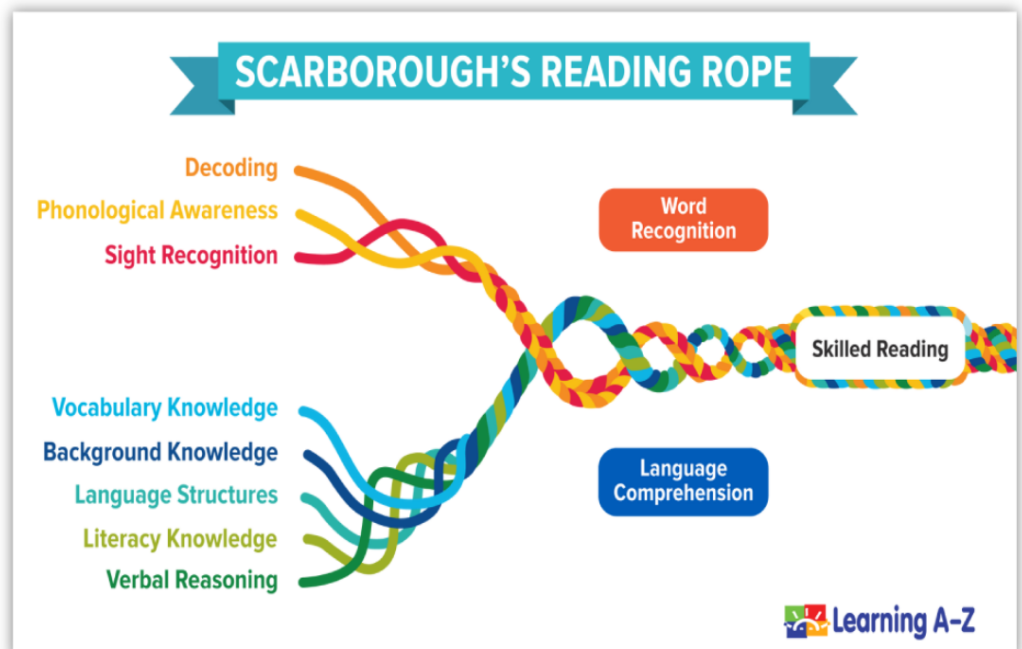 SCARBOROUGH'S READING ROPE
Decoding
Phonological Awareness
Sight Recognition
Word
Recognition
Skilled Reading
Vocabulary Knowledge
Background Knowledge
Language Structures
Literacy Knowledge
Verbal Reasoning
Language
Comprehension
Learning A-Z